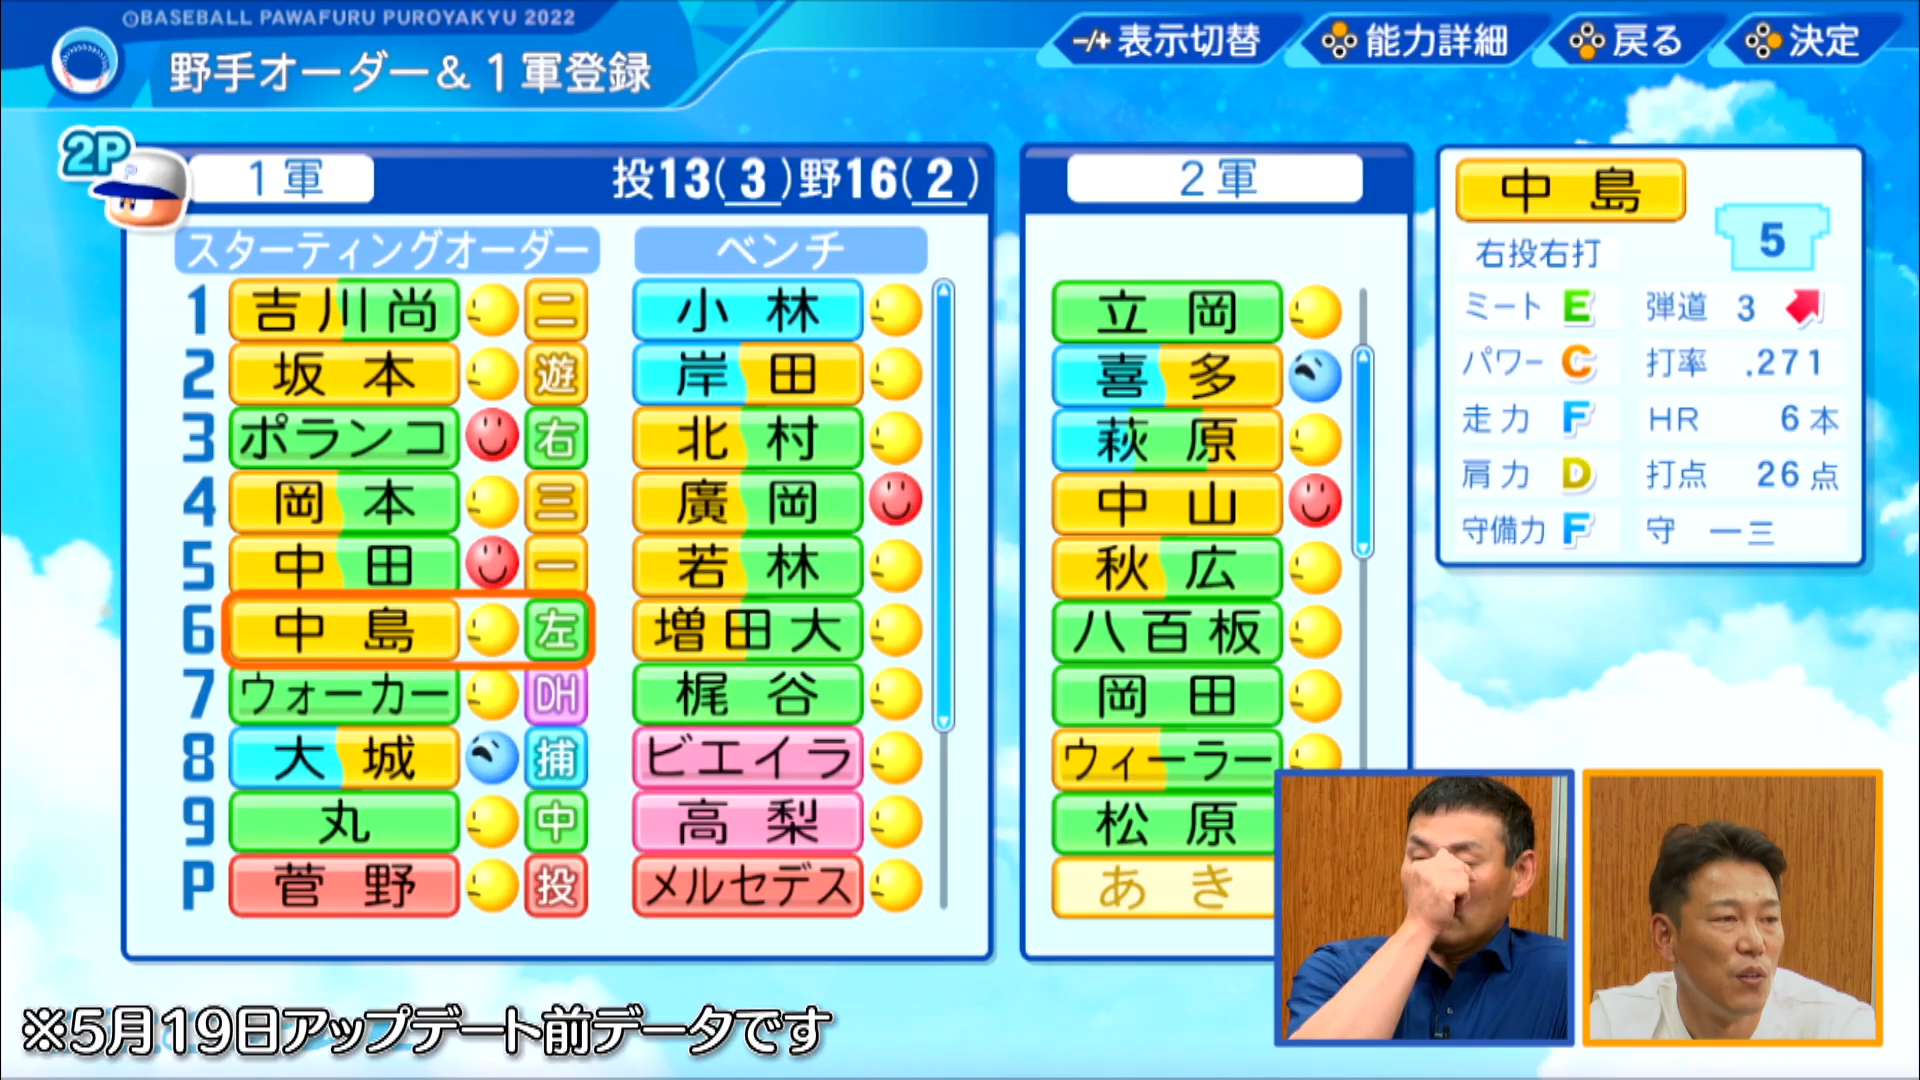 BASEBALL PAWAFURU PUROYAKYU 2022
野手オーダー&1軍登録
-/+表示切替
能力詳細
戻る
決定
2P
1軍
投13(3)野16(2)
スターティングオーダー
ベンチ
1 吉川尚 二
2 坂本 遊
3 ポランコ 右
4 岡本 三
5 中田 一
6 中島 左
7 ウォーカー DH
8 大城 捕
9 丸 中
P 菅野 投
小林
岸田
北村
廣岡
若林
増田大
梶谷
ビエイラ
高梨
メルセデス
2軍
立岡
喜多
萩原
中山
秋広
八百板
岡田
ウィーラー
松原
あき
中島
5
右投右打
ミート E 弾道 3
パワー C 打率 .271
走力 F HR 6本
肩力 D 打点 26点
守備力 F 守 一三
※5月19日アップデート前データです